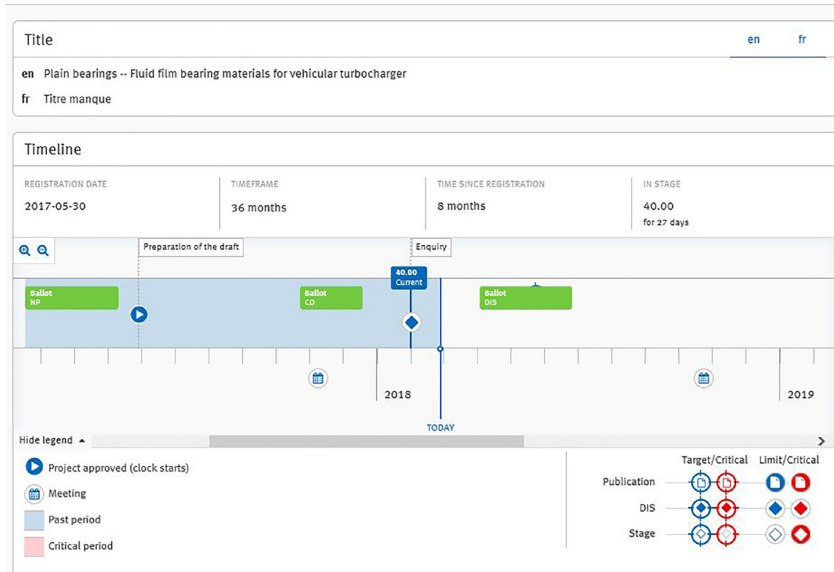 Title
en fr
en Plain bearings -- Fluid film bearing materials for vehicular turbocharger
fr Titre manque
Timeline
REGISTRATION DATE TIMEFRAME TIME SINCE REGISTRATION IN STAGE
2017-05-30 36 months 8 months 40.00
for 27 days
Preparation of the draft Enquiry
40.00
Current
Ballot Ballot Ballot
NP CD DIS
2018 2019
TODAY
Hide legend
Target/Critical Limit/Critical
Project approved (clock starts)
Publication
Meeting
DIS
Past period
Stage
Critical period